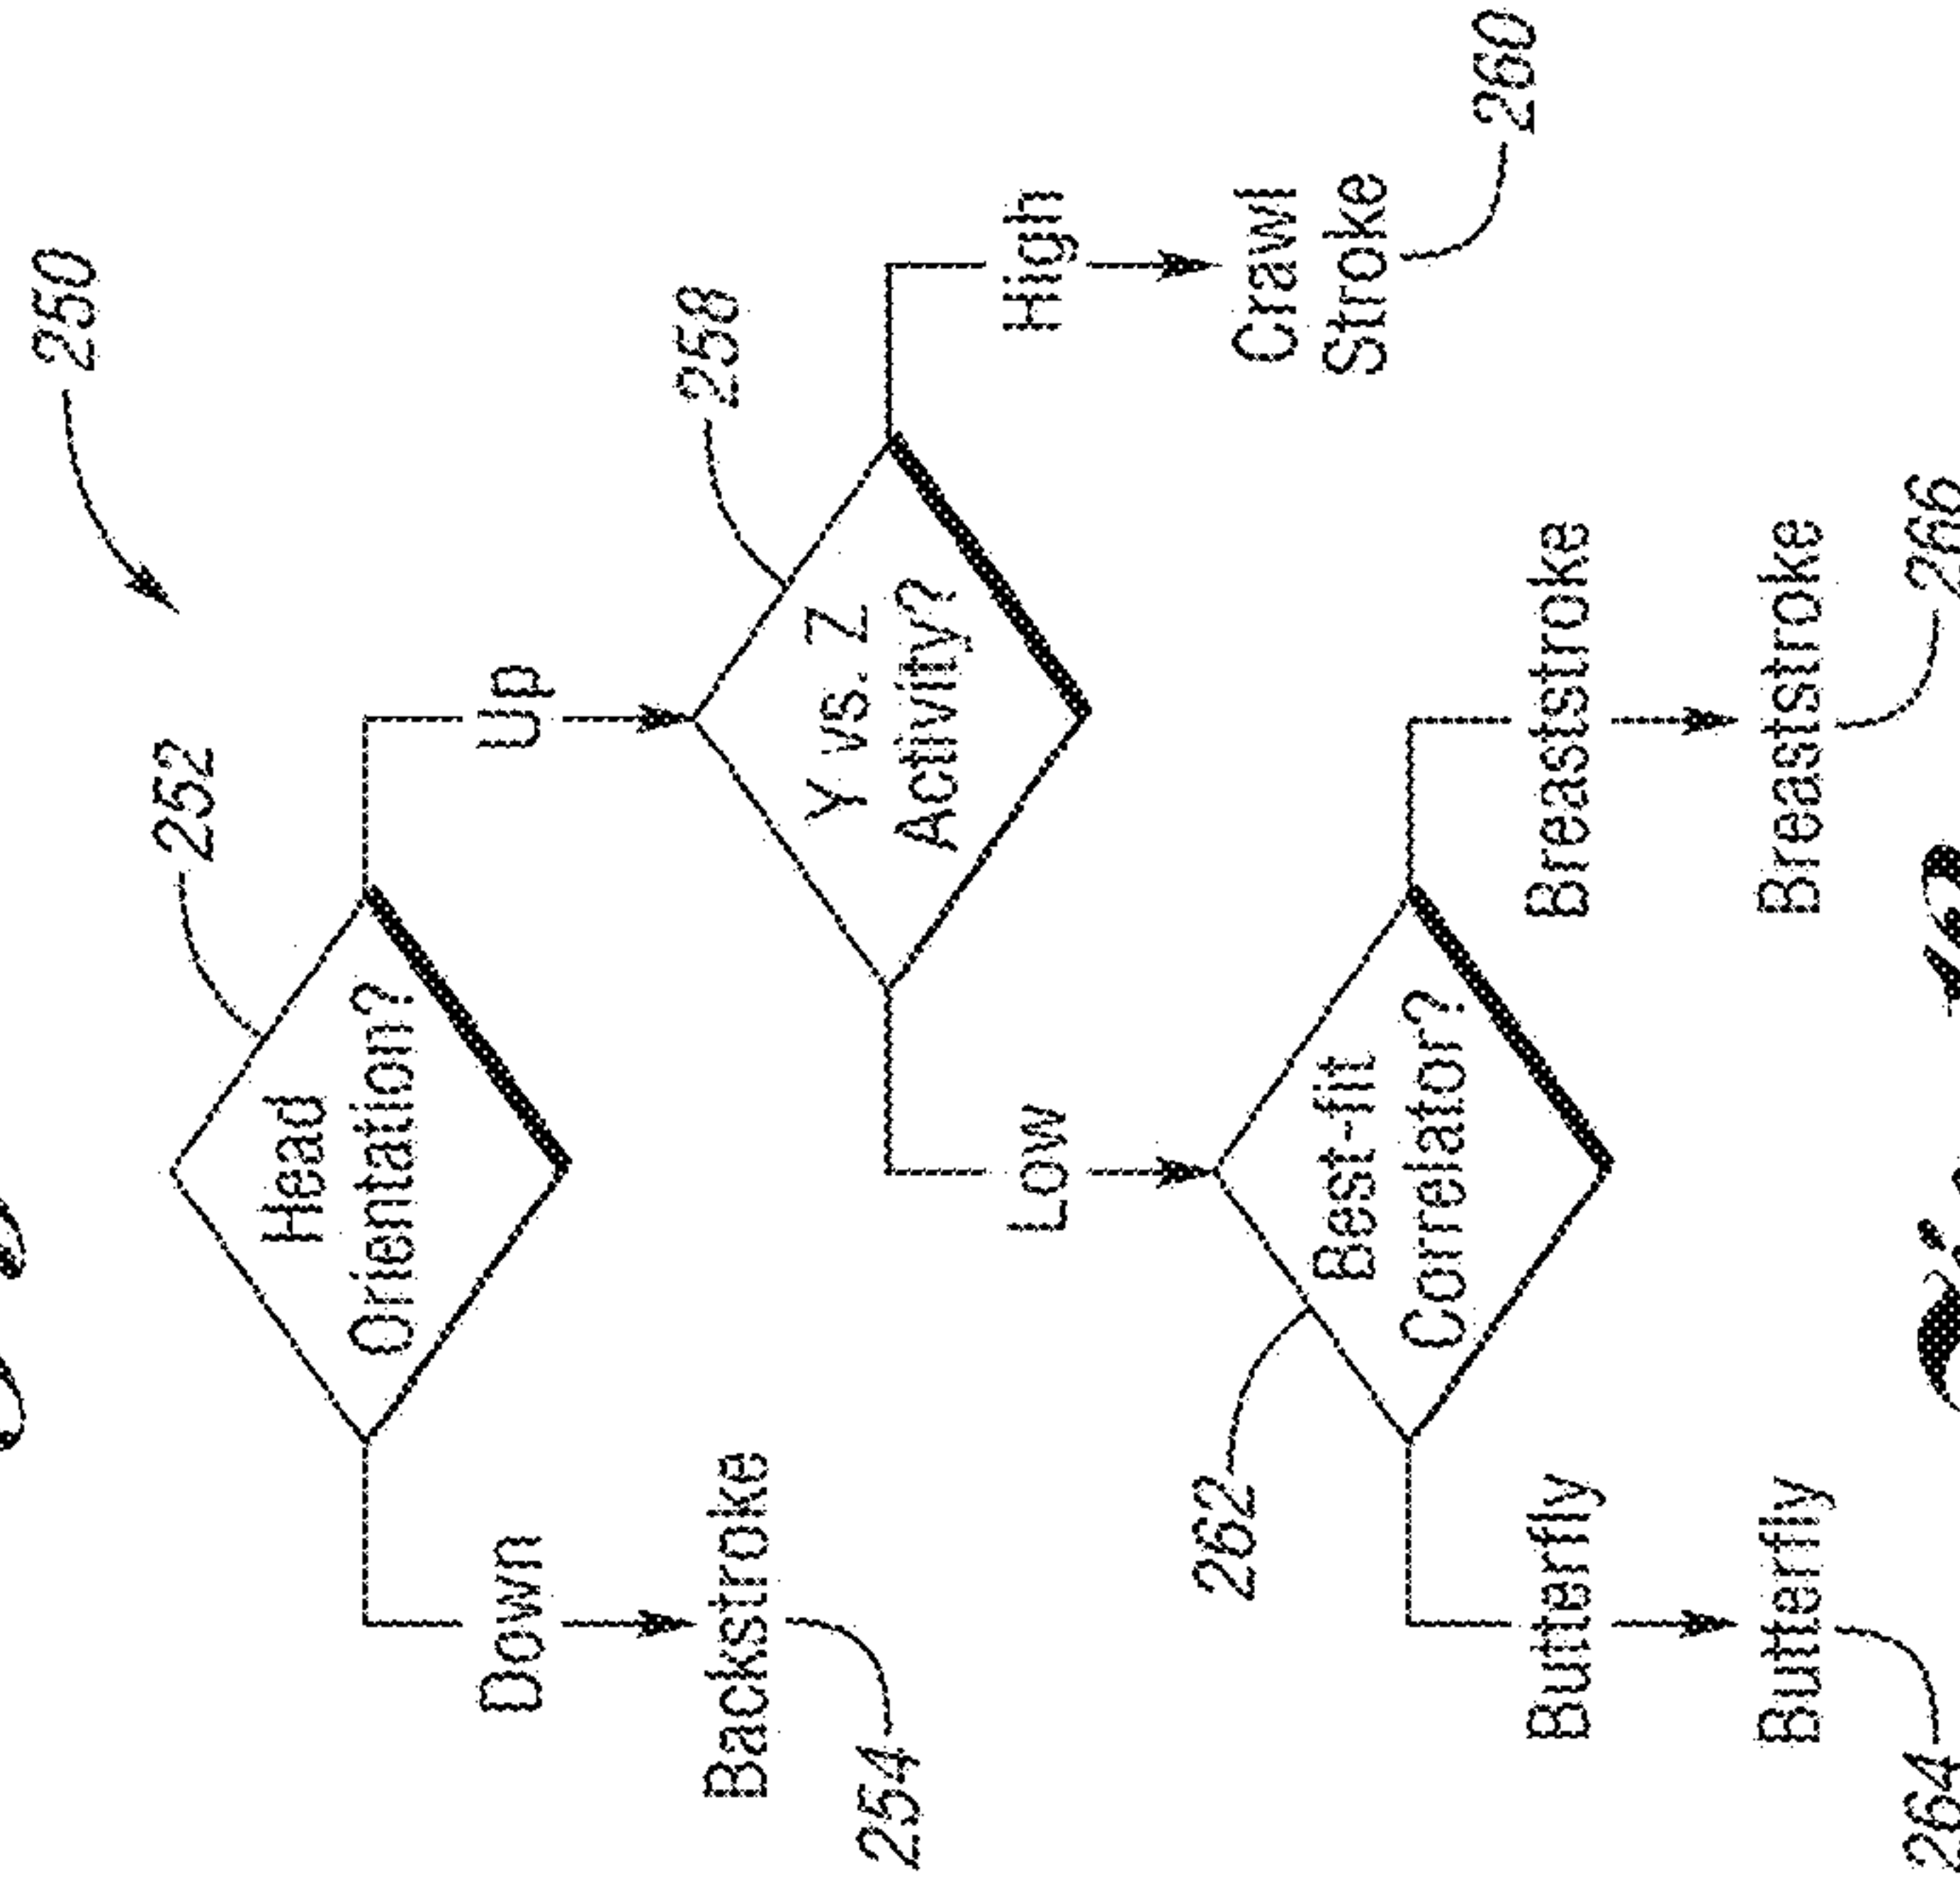 250
252
Head
Orientation?
Down
Up
Backstroke
254
258
Y vs. Z
Activity?
Low
High
Crawl
Stroke
260
262
Best-fit
Correlator?
Butterfly
Breaststroke
Butterfly
Breaststroke
264
266